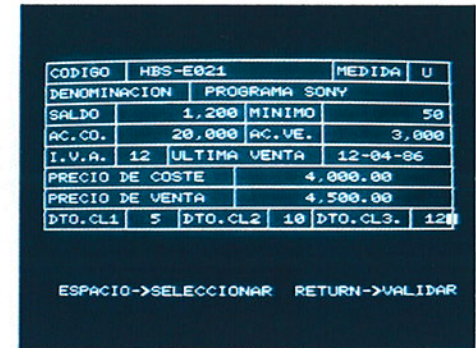 CODIGO HBS-E021 MEDIDA U
DENOMINACION PROGRAMA SONY
SALDO 1,200 MINIMO 50
AC.CO. 20,000 AC.VE. 3,000
I.V.A. 12 ULTIMA VENTA 12-04-86
PRECIO DE COSTE 4,000.00
PRECIO DE VENTA 4,500.00
DTO.CL1 5 DTO.CL2 10 DTO.CL3. 12
ESPACIO->SELECCIONAR RETURN->VALIDAR